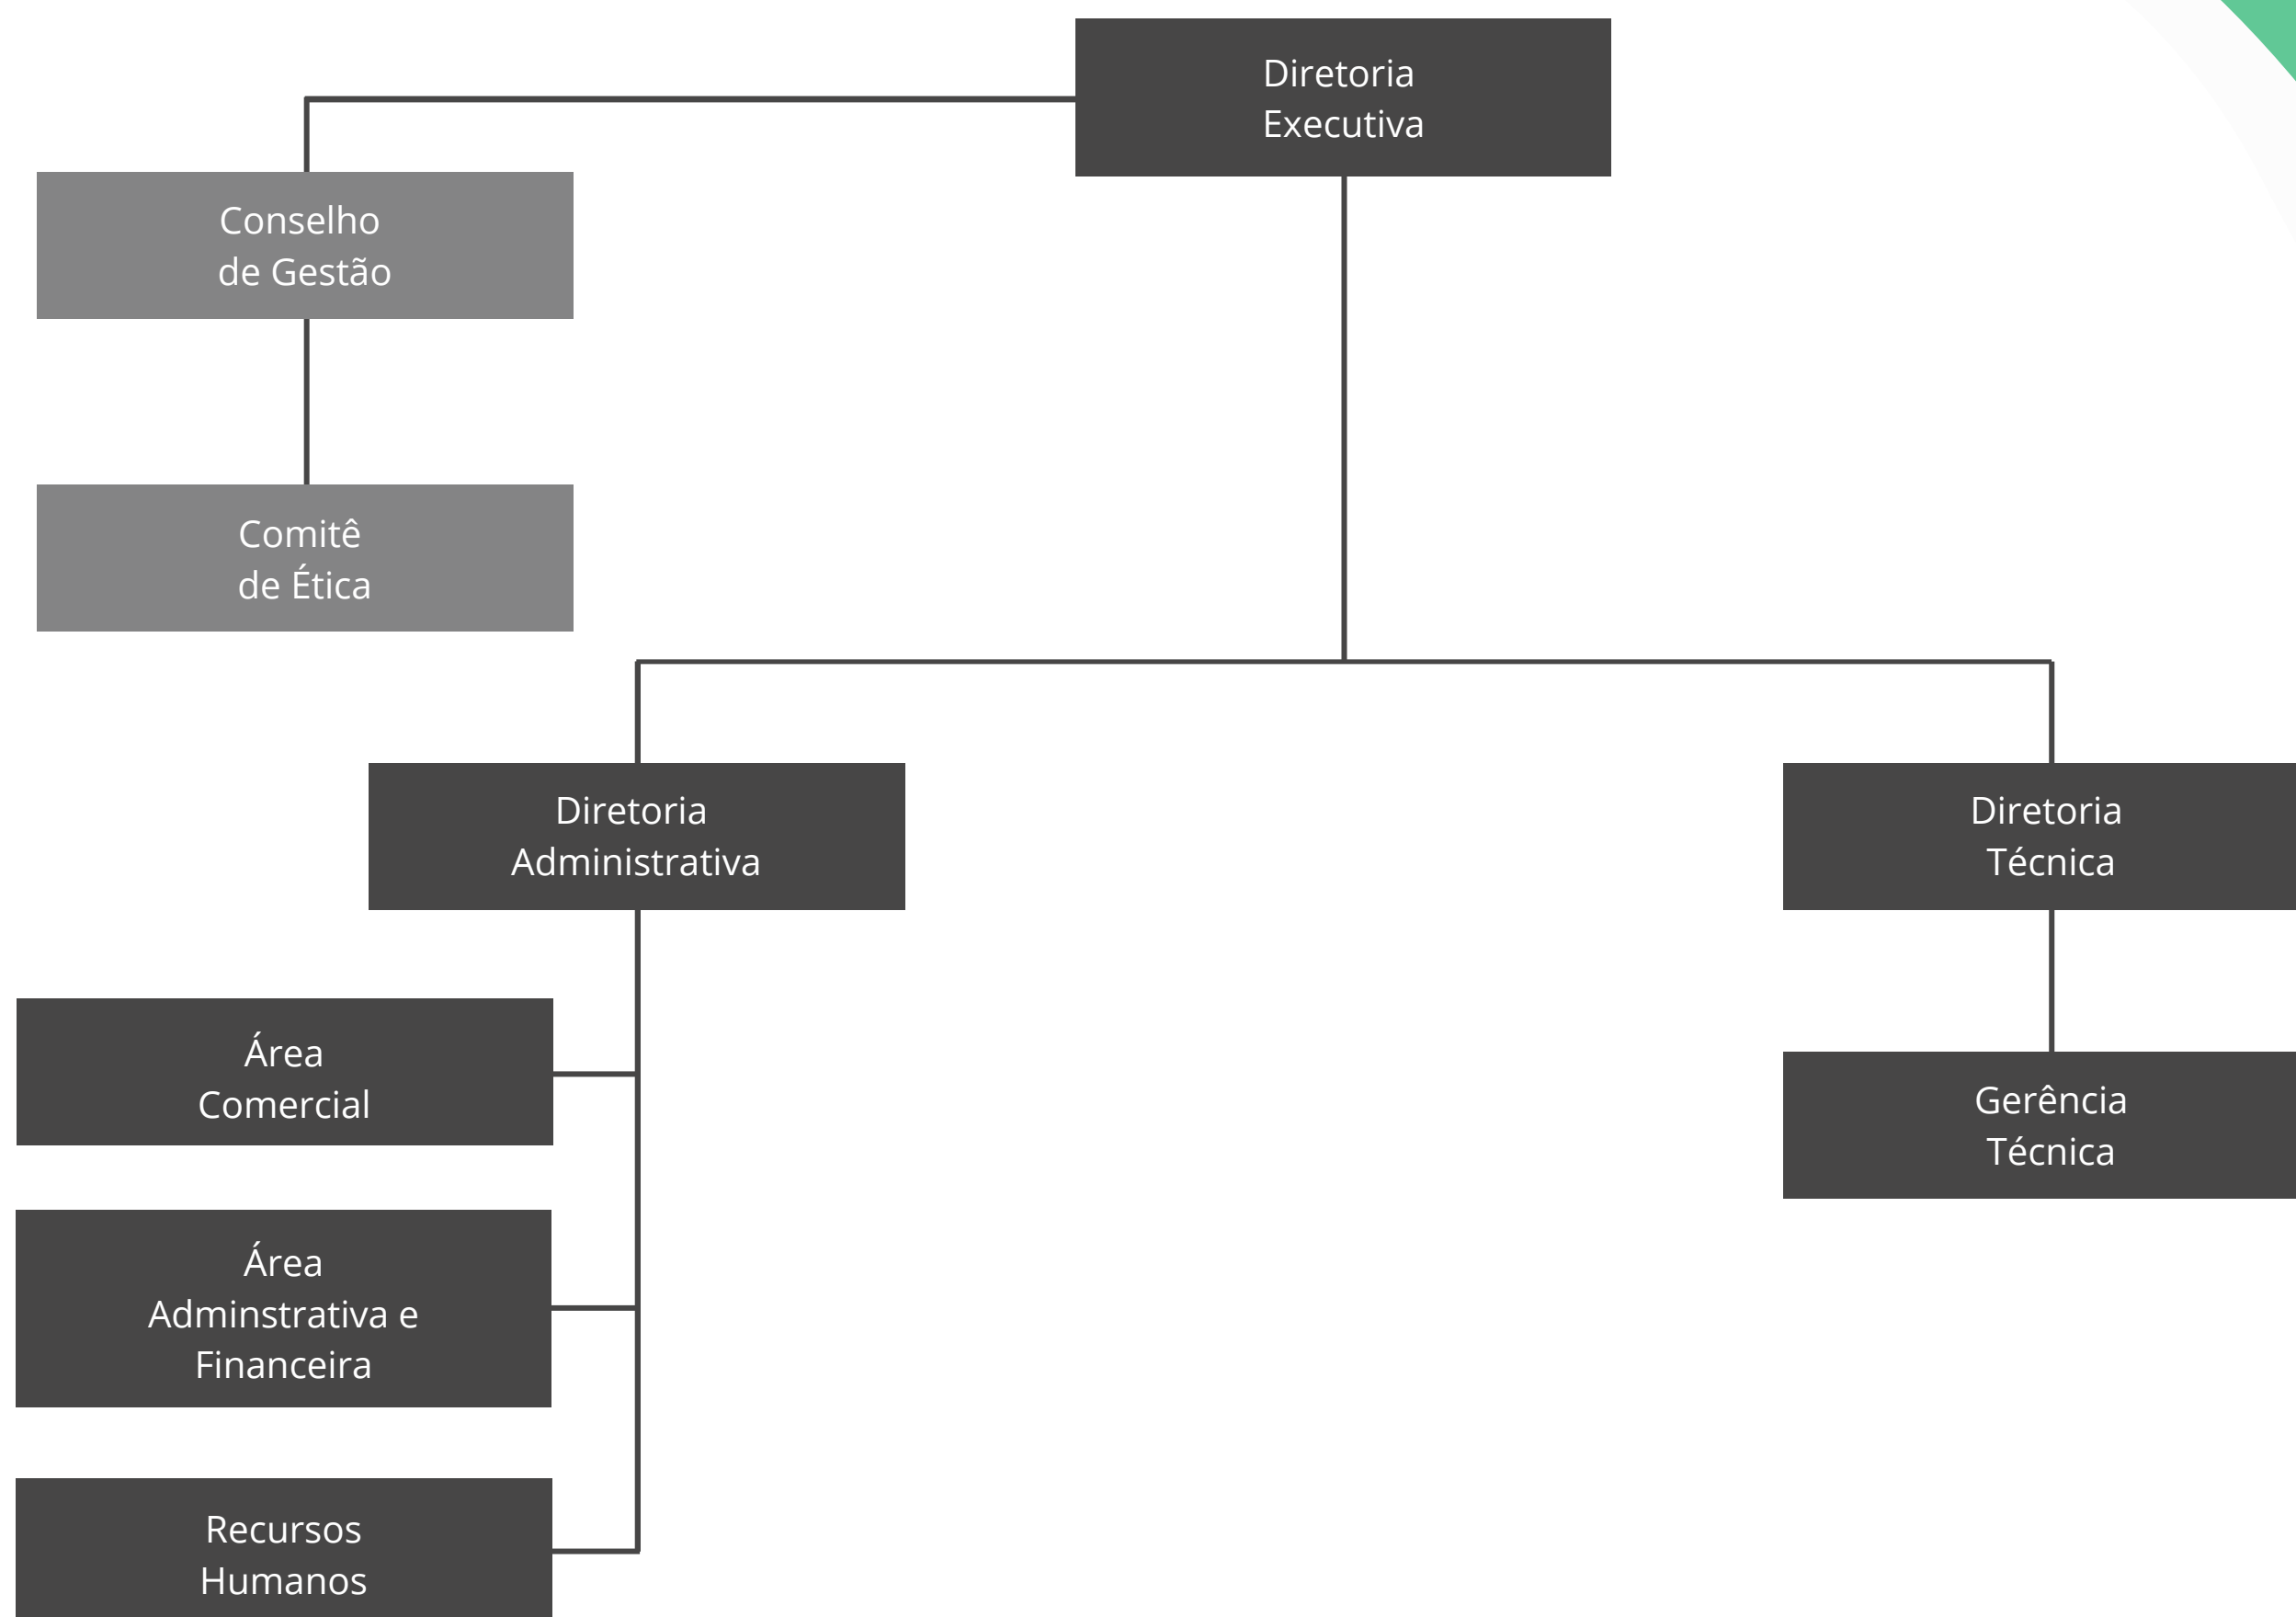 Diretoria
Executiva
Conselho
de Gestão
Comitê
de Ética
Diretoria
Administrativa
Diretoria
Técnica
Área
Comercial
Gerência
Técnica
Área
Adminstrativa e
Financeira
Recursos
Humanos